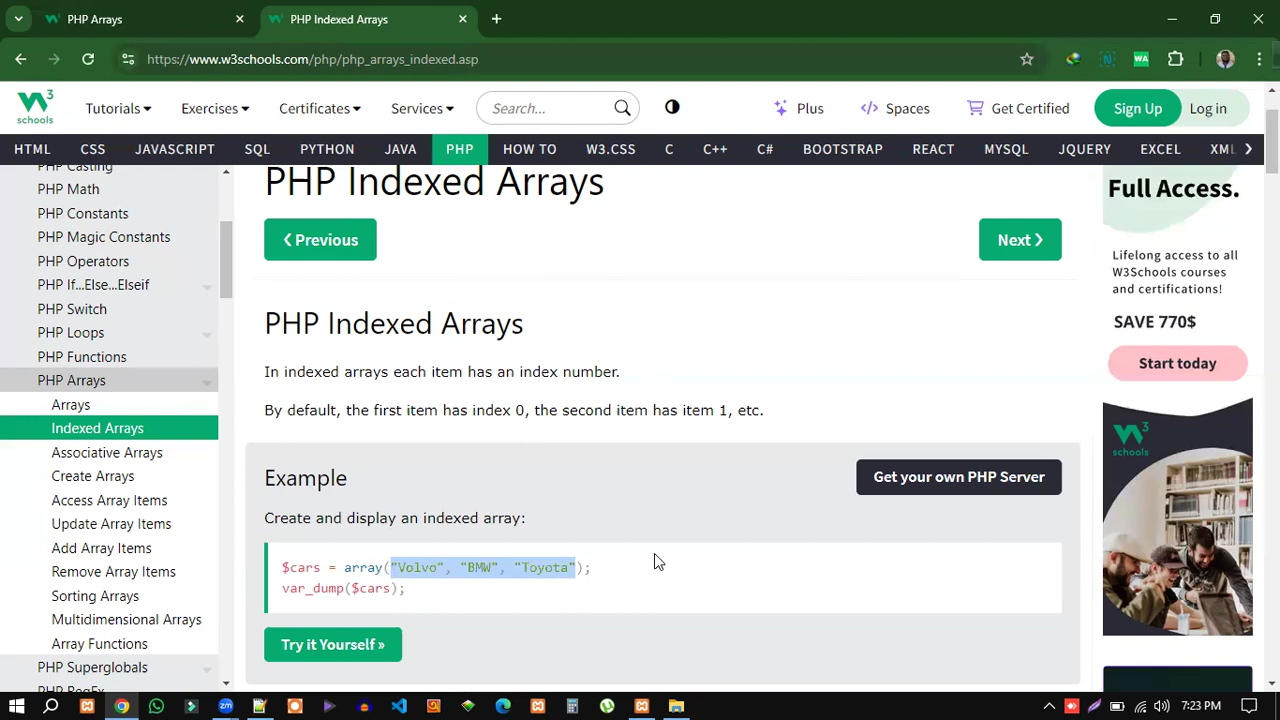 PHP Arrays
PHP Indexed Arrays
https://www.w3schools.com/php/php_arrays_indexed.asp
W3 schools
Tutorials
Exercises
Certificates
Services
Search...
Plus
Spaces
Get Certified
Sign Up
Log in
HTML CSS JAVASCRIPT SQL PYTHON JAVA PHP HOW TO W3.CSS C C++ C# BOOTSTRAP REACT MYSQL JQUERY EXCEL XML
PHP Casting
PHP Math
PHP Constants
PHP Magic Constants
PHP Operators
PHP If...Else...Elseif
PHP Switch
PHP Loops
PHP Functions
PHP Arrays
Arrays
Indexed Arrays
Associative Arrays
Create Arrays
Access Array Items
Update Array Items
Add Array Items
Remove Array Items
Sorting Arrays
Multidimensional Arrays
Array Functions
PHP Superglobals
PHP RegEx
PHP Indexed Arrays
❮ Previous
Next ❯
PHP Indexed Arrays
In indexed arrays each item has an index number.
By default, the first item has index 0, the second item has item 1, etc.
Example
Get your own PHP Server
Create and display an indexed array:
$cars = array("Volvo", "BMW", "Toyota");
var_dump($cars);
Try it Yourself »
Full Access.
Lifelong access to all
W3Schools courses
and certifications!
SAVE 770$
Start today
W3
schools
7:23 PM